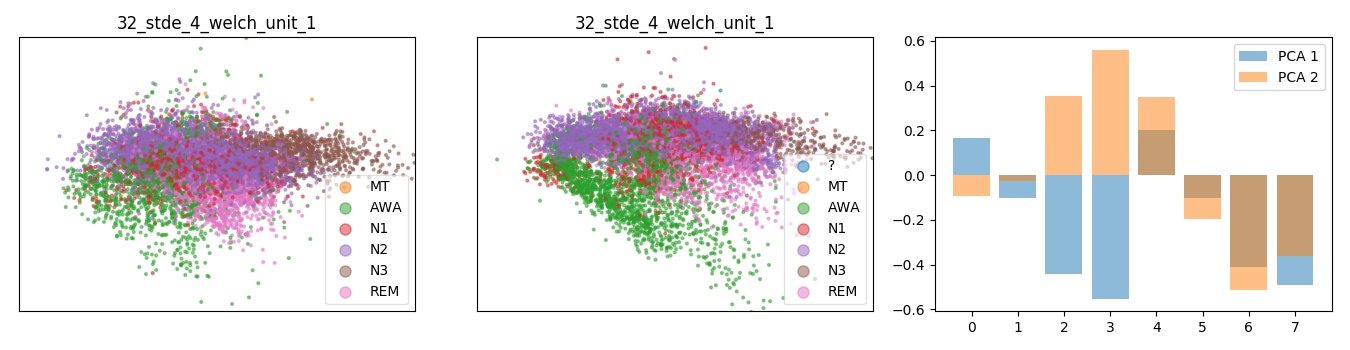 32_stde_4_welch_unit_1
MT
AWA
N1
N2
N3
REM
32_stde_4_welch_unit_1
?
MT
AWA
N1
N2
N3
REM
0.6
0.4
0.2
0.0
−0.2
−0.4
−0.6
PCA 1
PCA 2
0 1 2 3 4 5 6 7